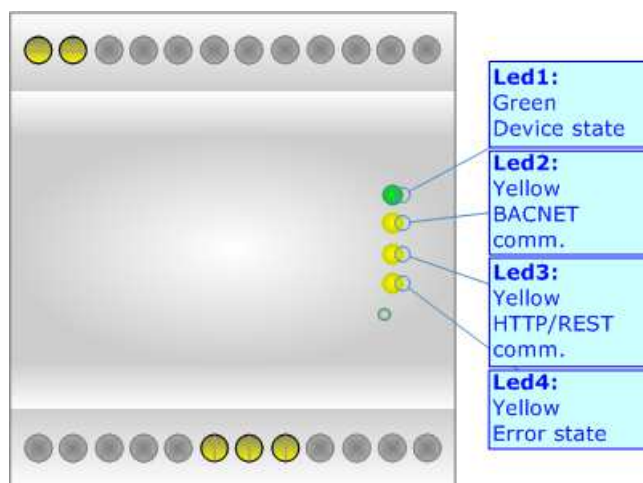 Led1:
Green
Device state
Led2:
Yellow
BACNET
comm.
Led3:
Yellow
HTTP/REST
comm.
Led4:
Yellow
Error state